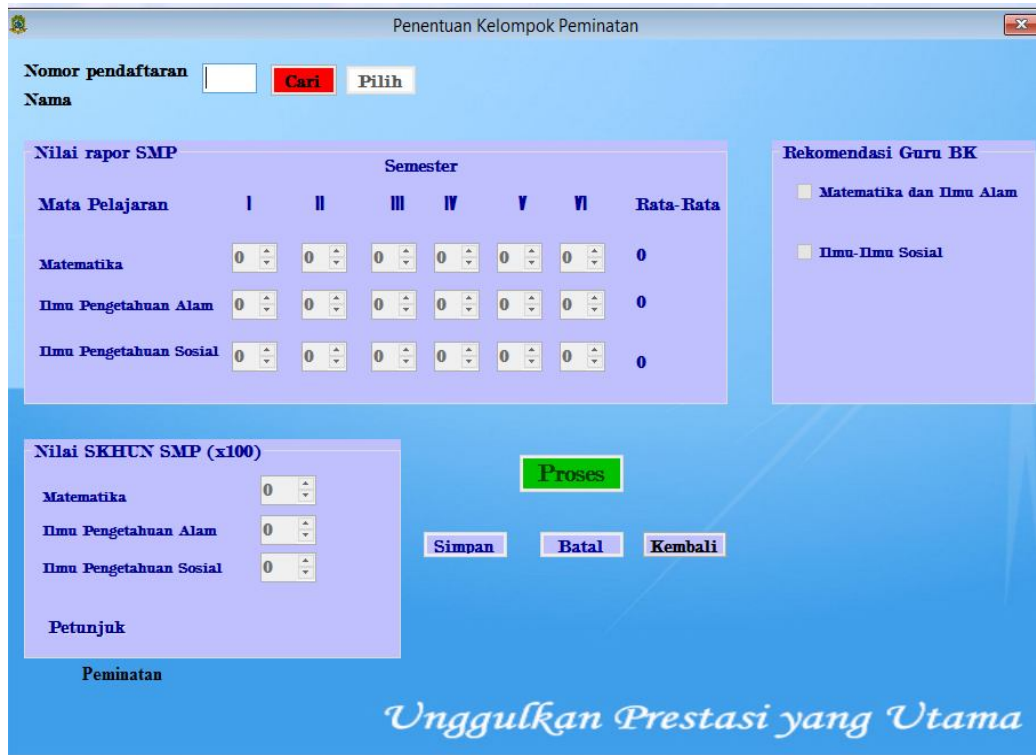 Penentuan Kelompok Peminatan
Nomor pendaftaran
Cari
Pilih
Nama
Nilai rapor SMP
Semester
Mata Pelajaran I II III IV V VI Rata-Rata
Matematika 0 0 0 0 0 0 0
Ilmu Pengetahuan Alam 0 0 0 0 0 0 0
Ilmu Pengetahuan Sosial 0 0 0 0 0 0 0
Rekomendasi Guru BK
Matematika dan Ilmu Alam
Ilmu-Ilmu Sosial
Nilai SKHUN SMP (x100)
Matematika 0
Ilmu Pengetahuan Alam 0
Ilmu Pengetahuan Sosial 0
Petunjuk
Proses
Simpan
Batal
Kembali
Peminatan
Unggulkan Prestasi yang Utama